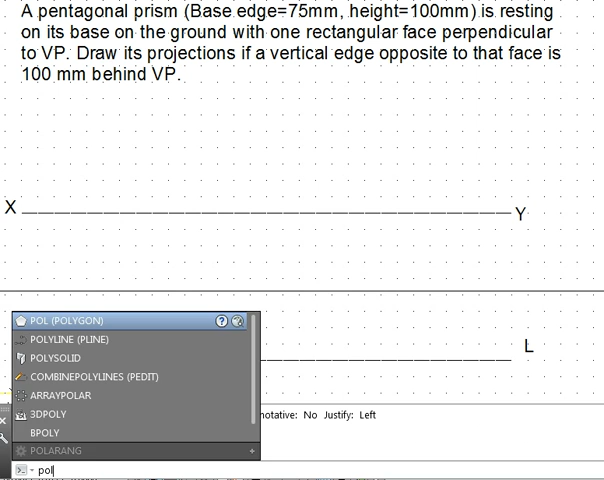 A pentagonal prism (Base edge=75mm, height=100mm) is resting
on its base on the ground with one rectangular face perpendicular
to VP. Draw its projections if a vertical edge opposite to that face is
100 mm behind VP.
X
Y
L
POL (POLYGON)
POLYLINE (PLINE)
POLYSOLID
COMBINEPOLYLINES (PEDIT)
ARRAYPOLAR
3DPOLY
BPOLY
POLARANG
notative: No Justify: Left
pol